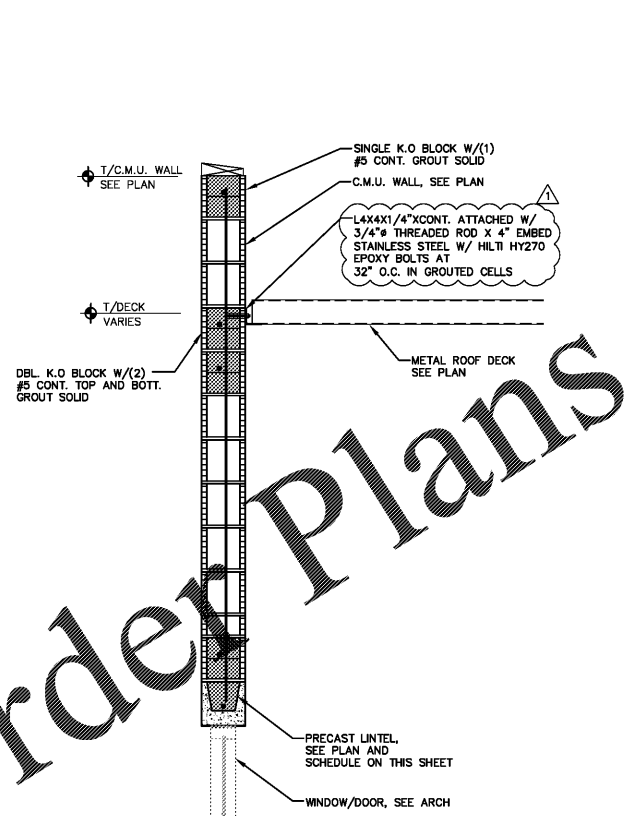 SINGLE K.O BLOCK W/(1)
#5 CONT. GROUT SOLID
T/C.M.U. WALL
SEE PLAN
C.M.U. WALL, SEE PLAN
1
L4X4X1/4"XCONT. ATTACHED W/
3/4"ø THREADED ROD X 4" EMBED
STAINLESS STEEL W/ HILTI HY270
EPOXY BOLTS AT
32" O.C. IN GROUTED CELLS
T/DECK
VARIES
METAL ROOF DECK
SEE PLAN
DBL. K.O BLOCK W/(2)
#5 CONT. TOP AND BOTT.
GROUT SOLID
rder Plans
PRECAST LINTEL,
SEE PLAN AND
SCHEDULE ON THIS SHEET
WINDOW/DOOR, SEE ARCH